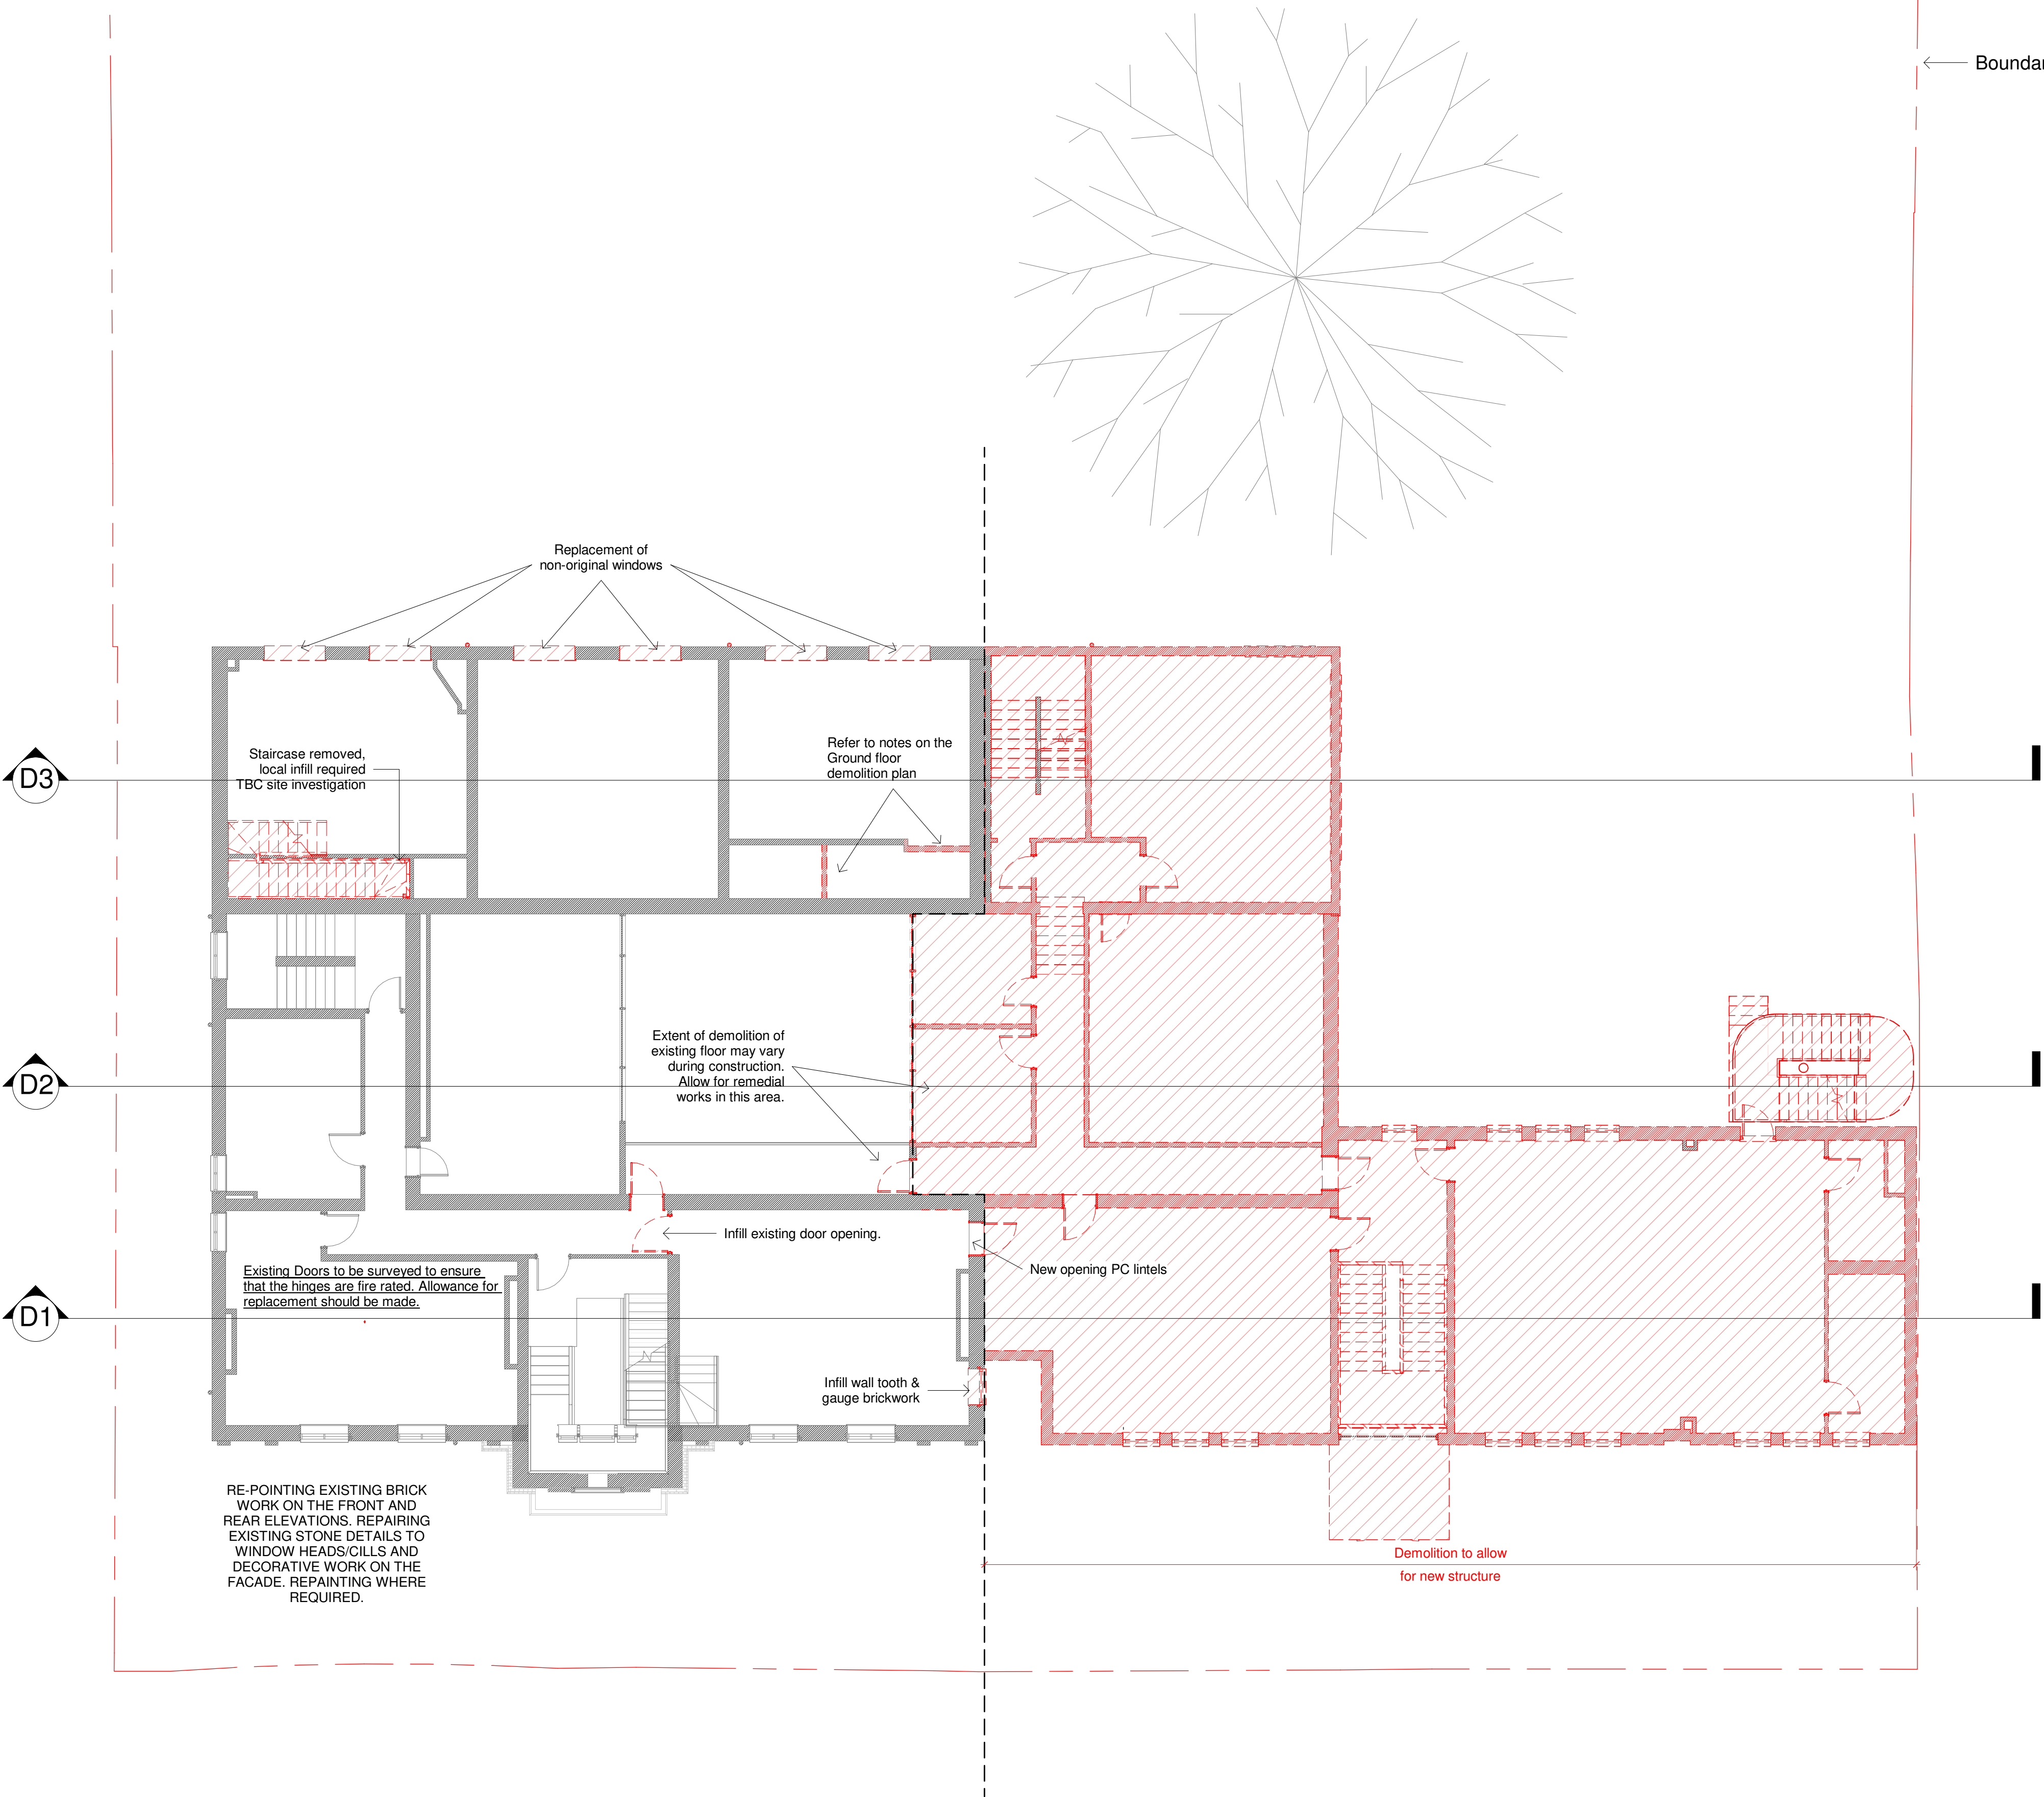 Boundar
Replacement of
non-original windows
Staircase removed,
local infill required
TBC site investigation
Refer to notes on the
Ground floor
demolition plan
D3
Extent of demolition of
existing floor may vary
during construction.
Allow for remedial
works in this area.
D2
Infill existing door opening.
New opening PC lintels
Existing Doors to be surveyed to ensure
that the hinges are fire rated. Allowance for
replacement should be made.
D1
Infill wall tooth &
gauge brickwork
RE-POINTING EXISTING BRICK
WORK ON THE FRONT AND
REAR ELEVATIONS. REPAIRING
EXISTING STONE DETAILS TO
WINDOW HEADS/CILLS AND
DECORATIVE WORK ON THE
FACADE. REPAINTING WHERE
REQUIRED.
Demolition to allow
for new structure